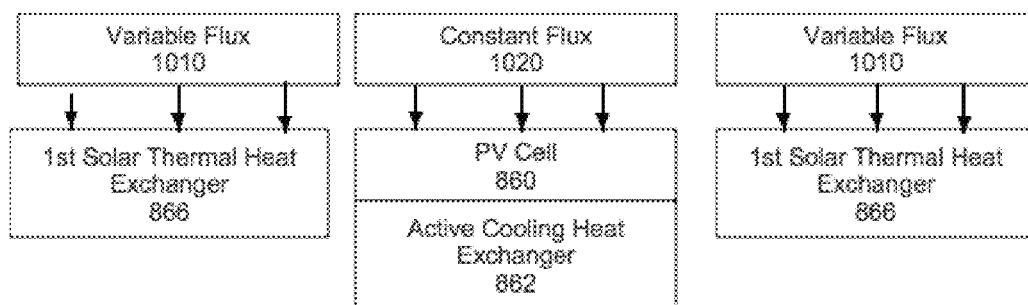 Variable Flux
1010
Constant Flux
1020
Variable Flux
1010
1st Solar Thermal Heat
Exchanger
866
PV Cell
860
Active Cooling Heat
Exchanger
862
1st Solar Thermal Heat
Exchanger
866